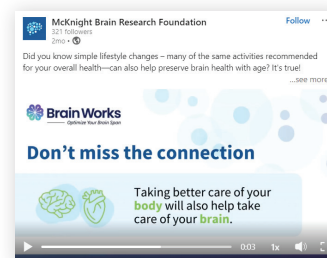 McKnight Brain Research Foundation
Follow
321 followers
2mo •
Did you know simple lifestyle changes – many of the same activities recommended
for your overall health—can also help preserve brain health with age? It's true!
...see more
Brain Works
Optimize Your Brain Span
Don't miss the connection
Taking better care of your
body will also help take
care of your brain.
0:03 1x